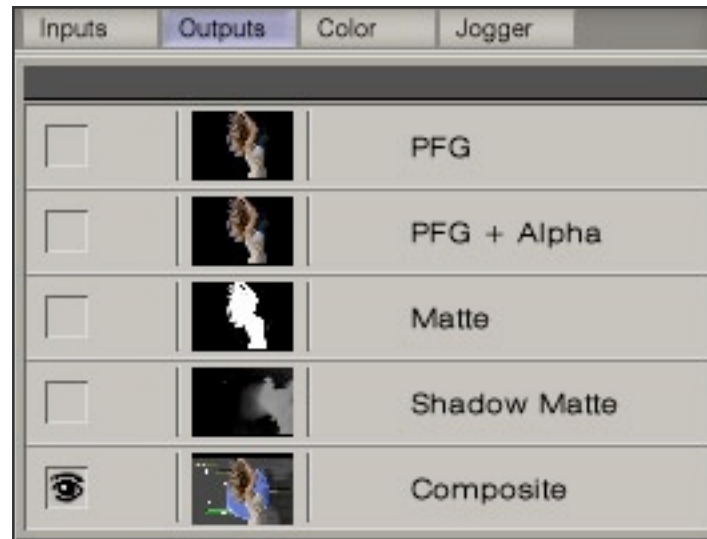 Inputs Outputs Color Jogger
PFG
PFG + Alpha
Matte
Shadow Matte
Composite